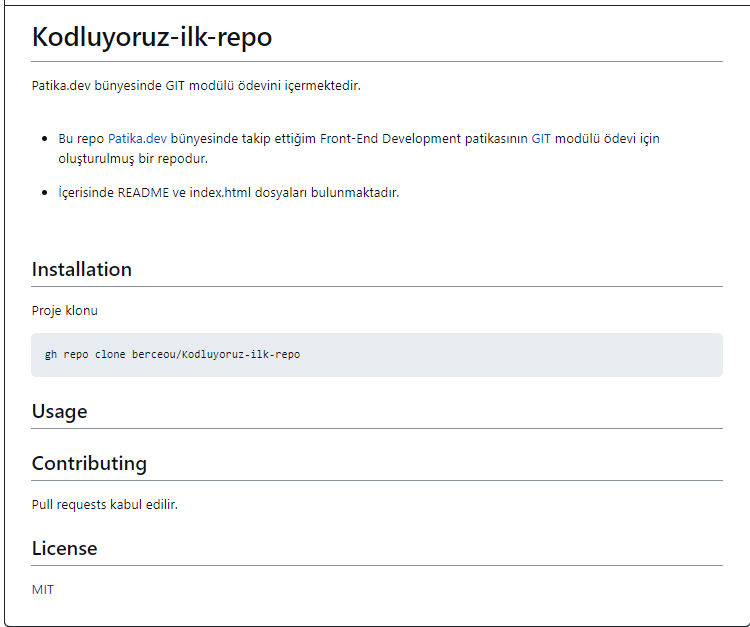 Kodluyoruz-ilk-repo
Patika.dev bünyesinde GIT modülü ödevini içermektedir.
Bu repo Patika.dev bünyesinde takip ettiğim Front-End Development patikasının GIT modülü ödevi için
oluşturulmuş bir repodur.
İçerisinde README ve index.html dosyaları bulunmaktadır.
Installation
Proje klonu
gh repo clone berceou/Kodluyoruz-ilk-repo
Usage
Contributing
Pull requests kabul edilir.
License
MIT